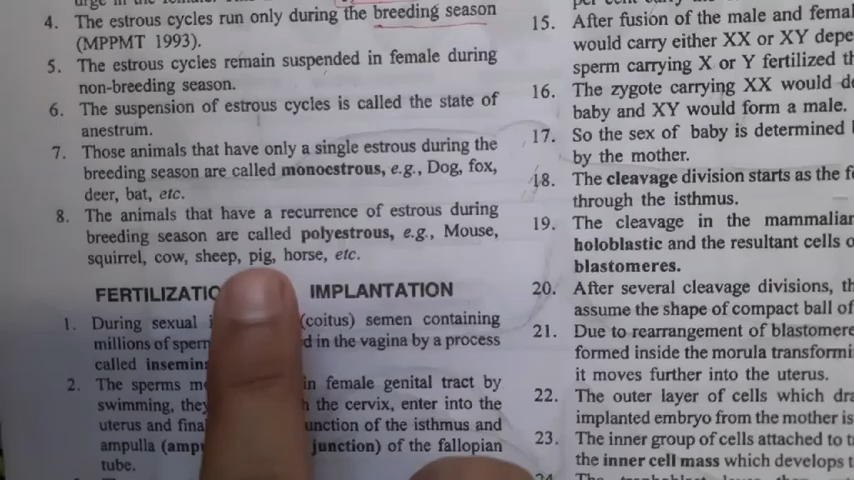 urge in the
4. The estrous cycles run only during the breeding season
(MPPMT 1993).
5. The estrous cycles remain suspended in female during
non-breeding season.
6. The suspension of estrous cycles is called the state of
anestrum.
7. Those animals that have only a single estrous during the
breeding season are called monoestrous, e.g., Dog, fox,
deer, bat, etc.
8. The animals that have a recurrence of estrous during
breeding season are called polyestrous, e.g., Mouse,
squirrel, cow, sheep, pig, horse, etc.
FERTILIZATIO IMPLANTATION
1. During sexual (coitus) semen containing
millions of sperm d in the vagina by a process
called insemin
2. The sperms m in female genital tract by
swimming, they the cervix, enter into the
uterus and final unction of the isthmus and
ampulla (amp junction) of the fallopian
tube.
15. After fusion of the male and femal
would carry either XX or XY depe
sperm carrying X or Y fertilized th
16. The zygote carrying XX would de
baby and XY would form a male.
17. So the sex of baby is determined
by the mother.
18. The cleavage division starts as the f
through the isthmus.
19. The cleavage in the mammalian
holoblastic and the resultant cells o
blastomeres.
20. After several cleavage divisions, th
assume the shape of compact ball of
21. Due to rearrangement of blastomere
formed inside the morula transformi
it moves further into the uterus.
22. The outer layer of cells which dra
implanted embryo from the mother is
23. The inner group of cells attached to t
the inner cell mass which develops t